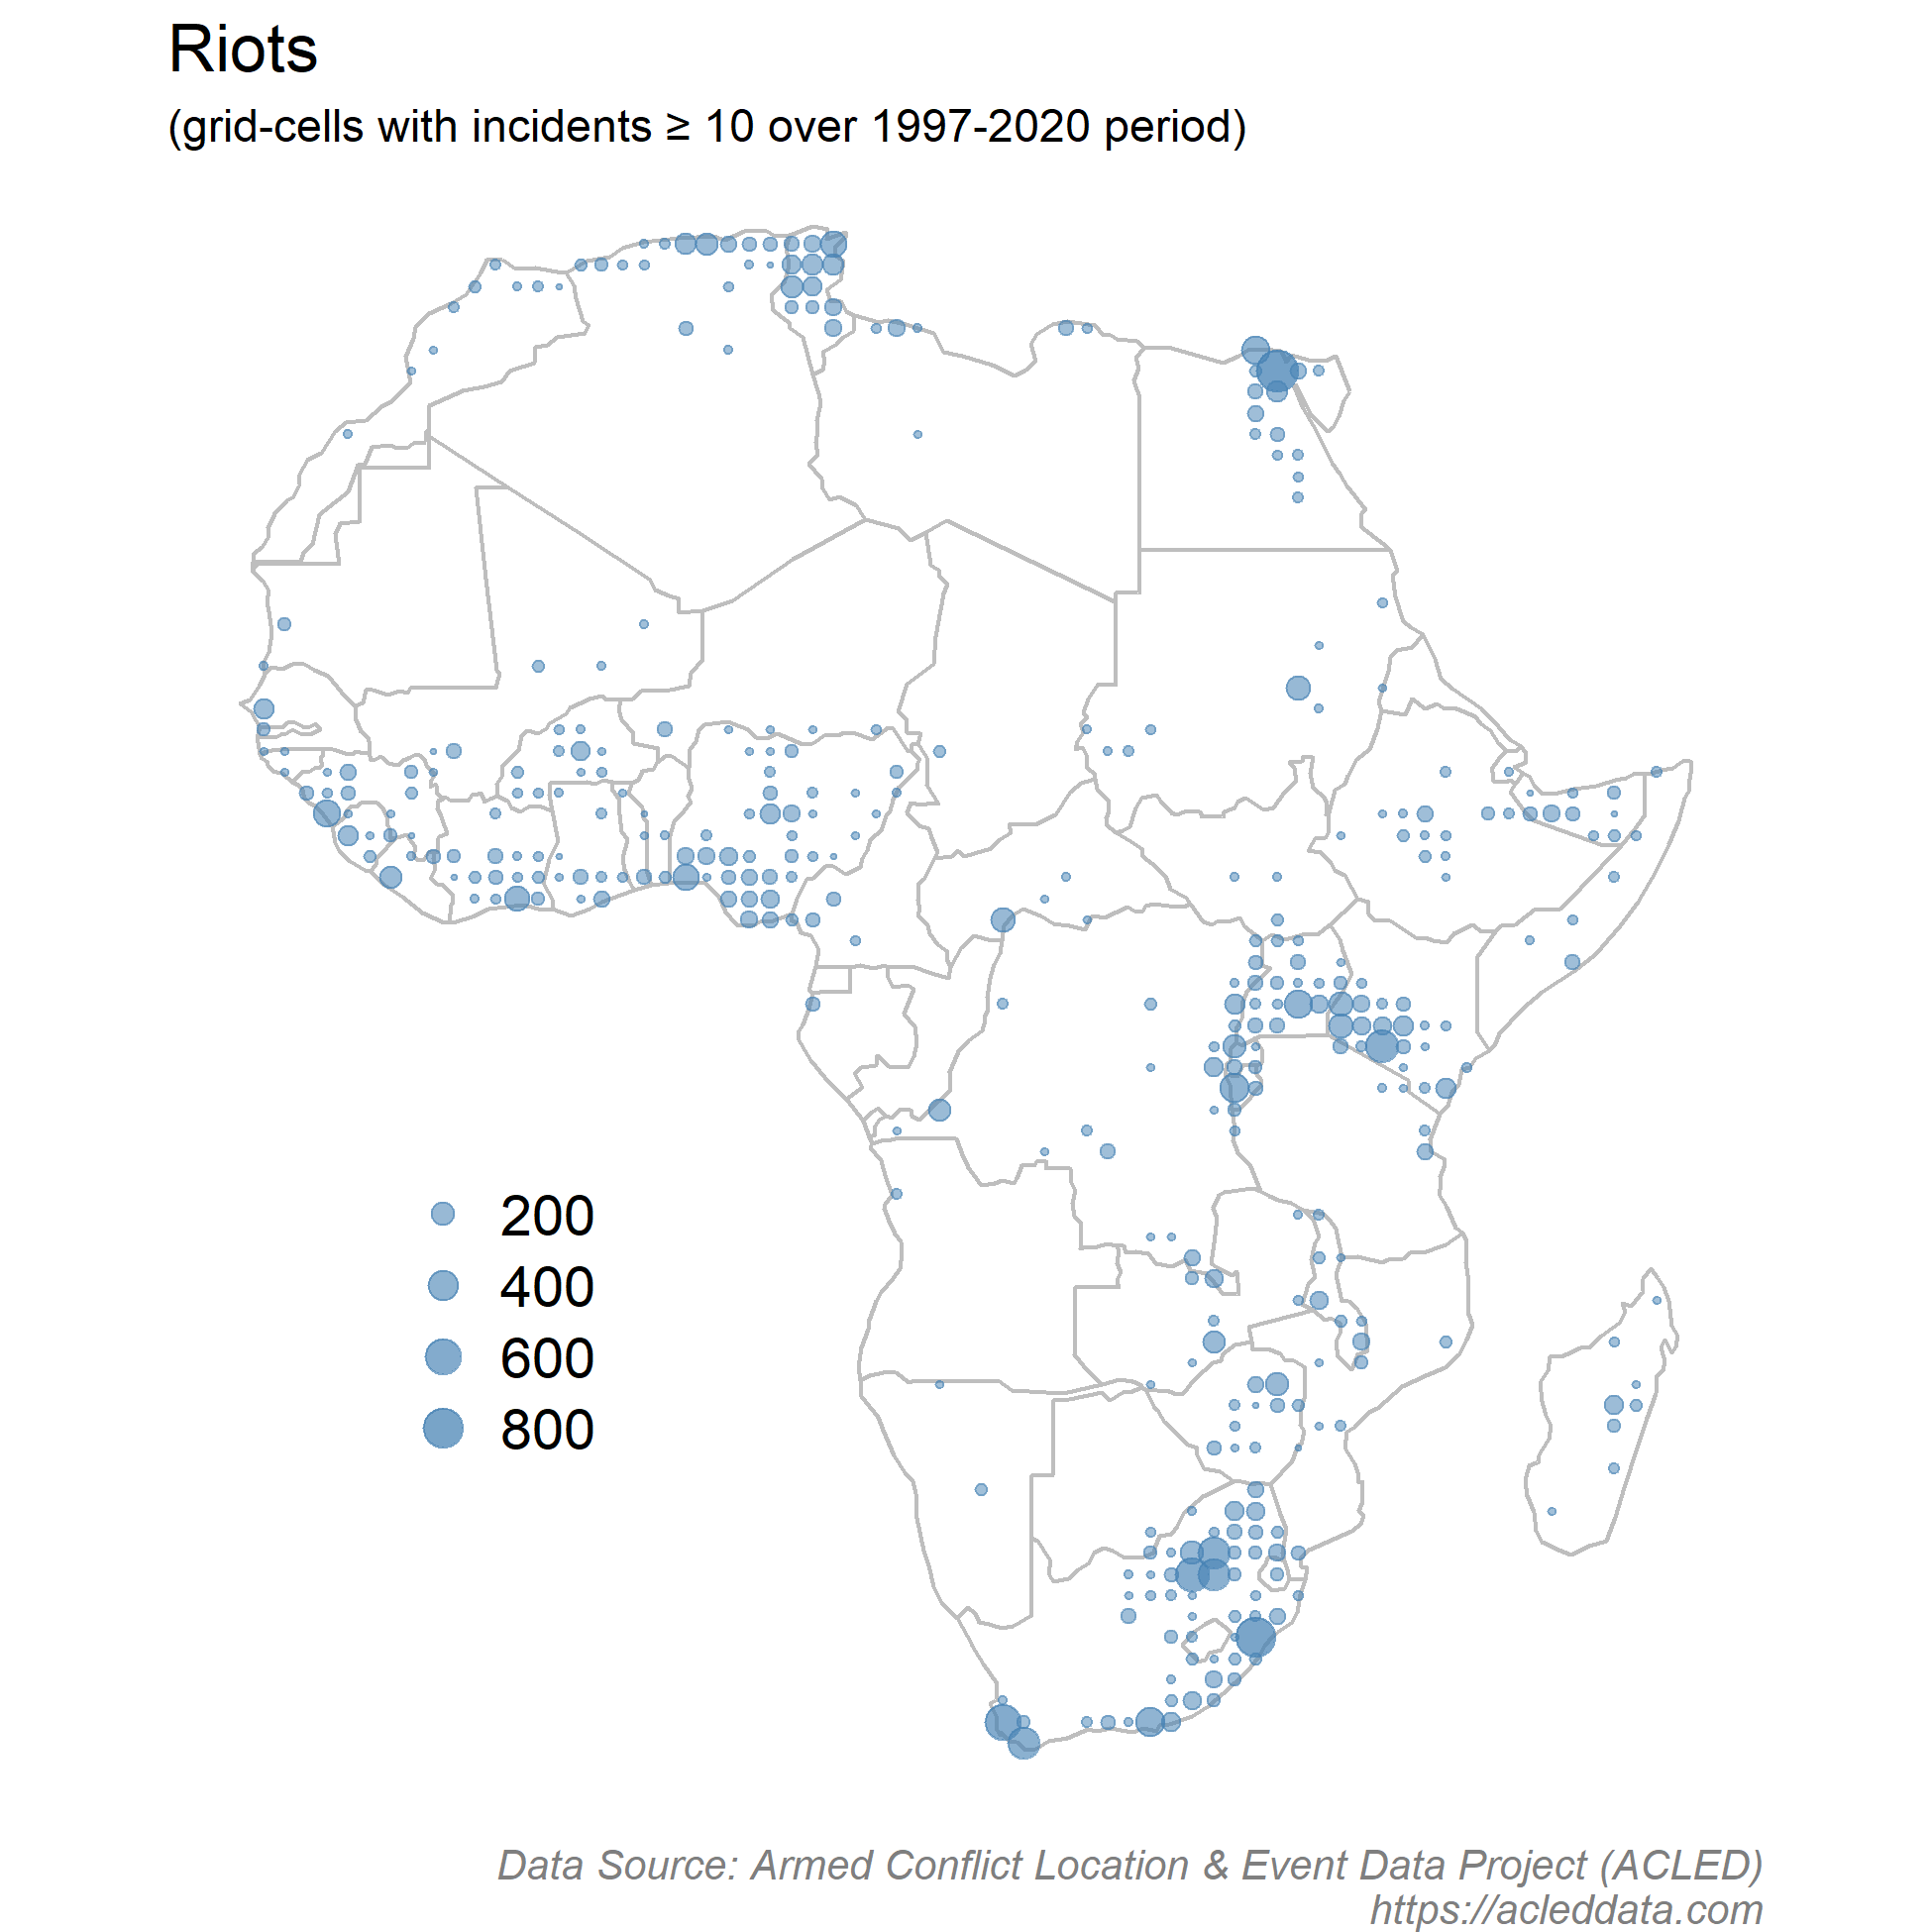 Riots
(grid-cells with incidents ≥ 10 over 1997-2020 period)
200
400
600
800
Data Source: Armed Conflict Location & Event Data Project (ACLED)
https://acleddata.com